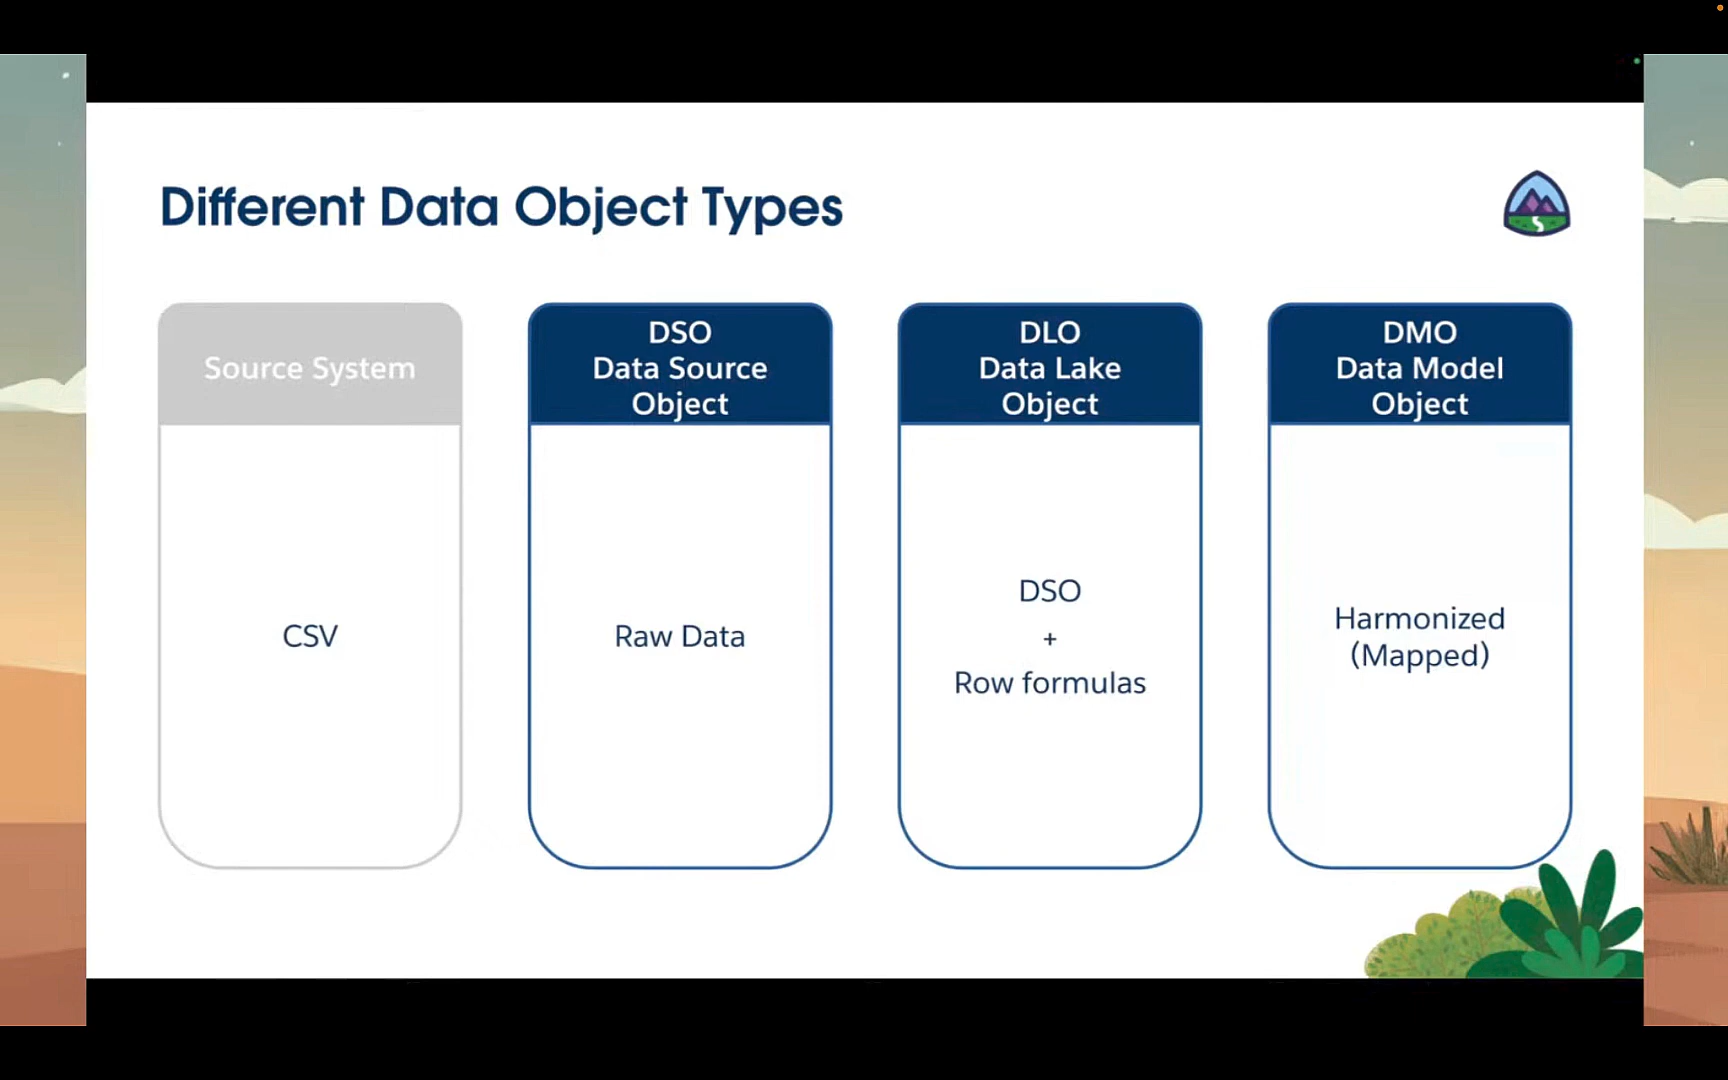 Different Data Object Types
Source System
CSV
DSO
Data Source
Object
Raw Data
DLO
Data Lake
Object
DSO
+
Row formulas
DMO
Data Model
Object
Harmonized
(Mapped)